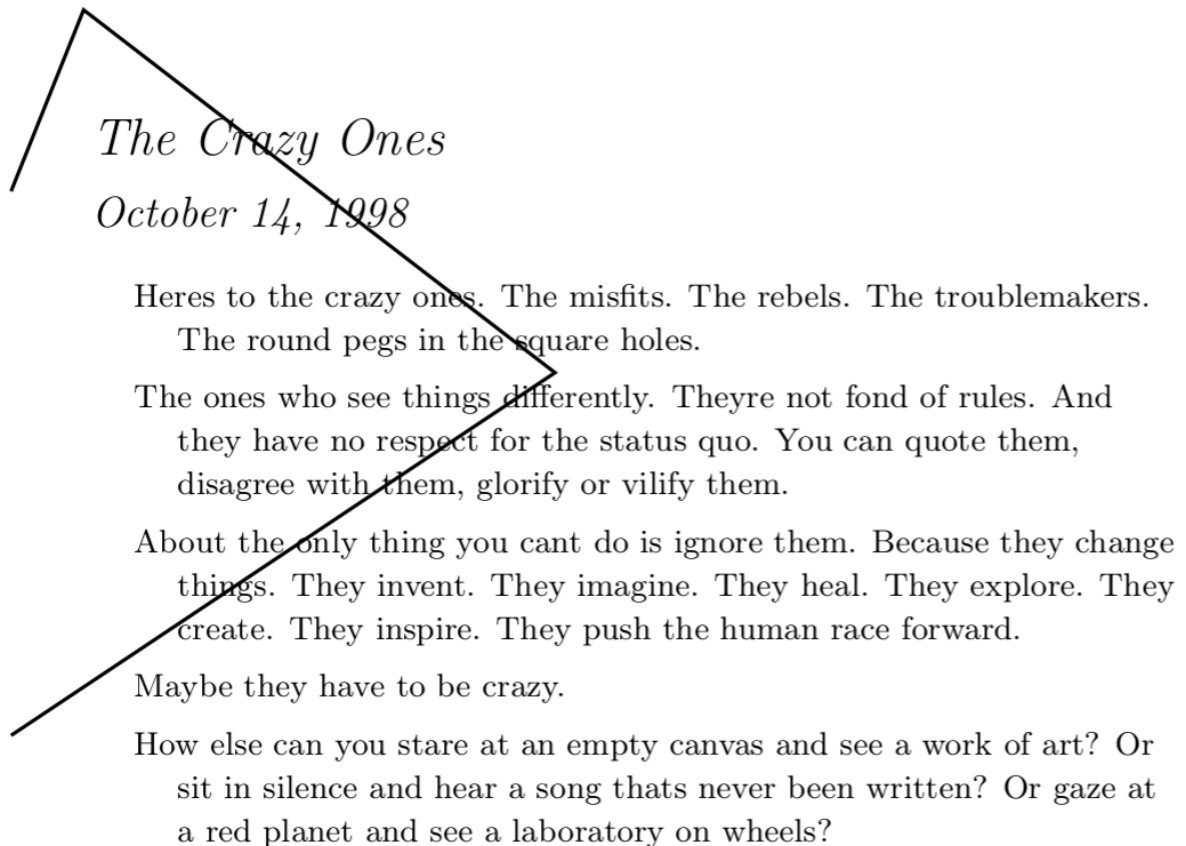 The Crazy Ones
October 14, 1998
Heres to the crazy ones. The misfits. The rebels. The troublemakers.
The round pegs in the square holes.
The ones who see things differently. Theyre not fond of rules. And
they have no respect for the status quo. You can quote them,
disagree with them, glorify or vilify them.
About the only thing you cant do is ignore them. Because they change
things. They invent. They imagine. They heal. They explore. They
create. They inspire. They push the human race forward.
Maybe they have to be crazy.
How else can you stare at an empty canvas and see a work of art? Or
sit in silence and hear a song thats never been written? Or gaze at
a red planet and see a laboratory on wheels?